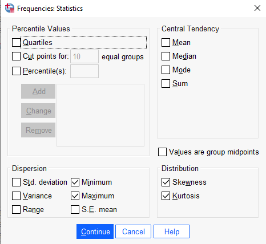 Frequencies: Statistics
Percentile Values
Quartiles
Cut points for: 10 equal groups
Percentile(s):
Add
Change
Remove
Central Tendency
Mean
Median
Mode
Sum
Values are group midpoints
Dispersion
Std. deviation Minimum
Variance Maximum
Range S.E. mean
Distribution
Skewness
Kurtosis
Continue Cancel Help